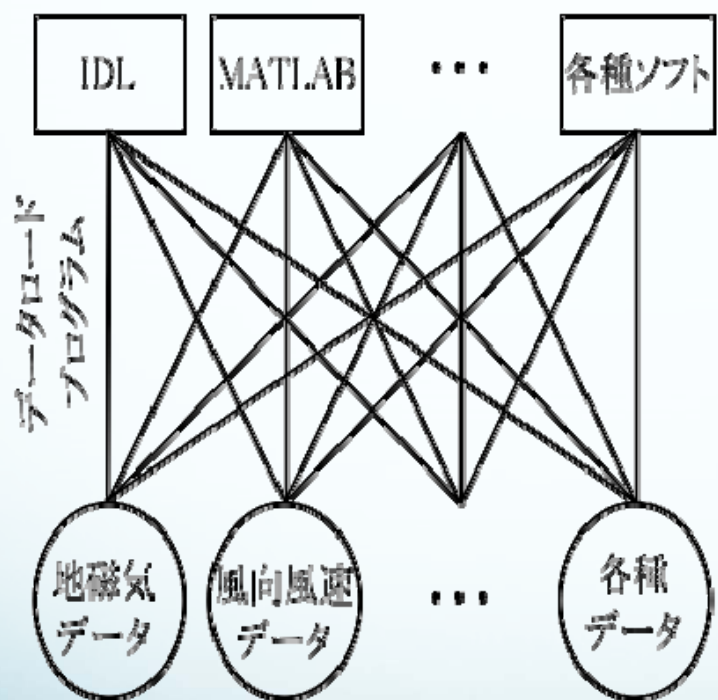 IDL
MATLAB
...
各種ソフト
データロード
プログラム
地磁気
データ
風向風速
データ
...
各種
データ